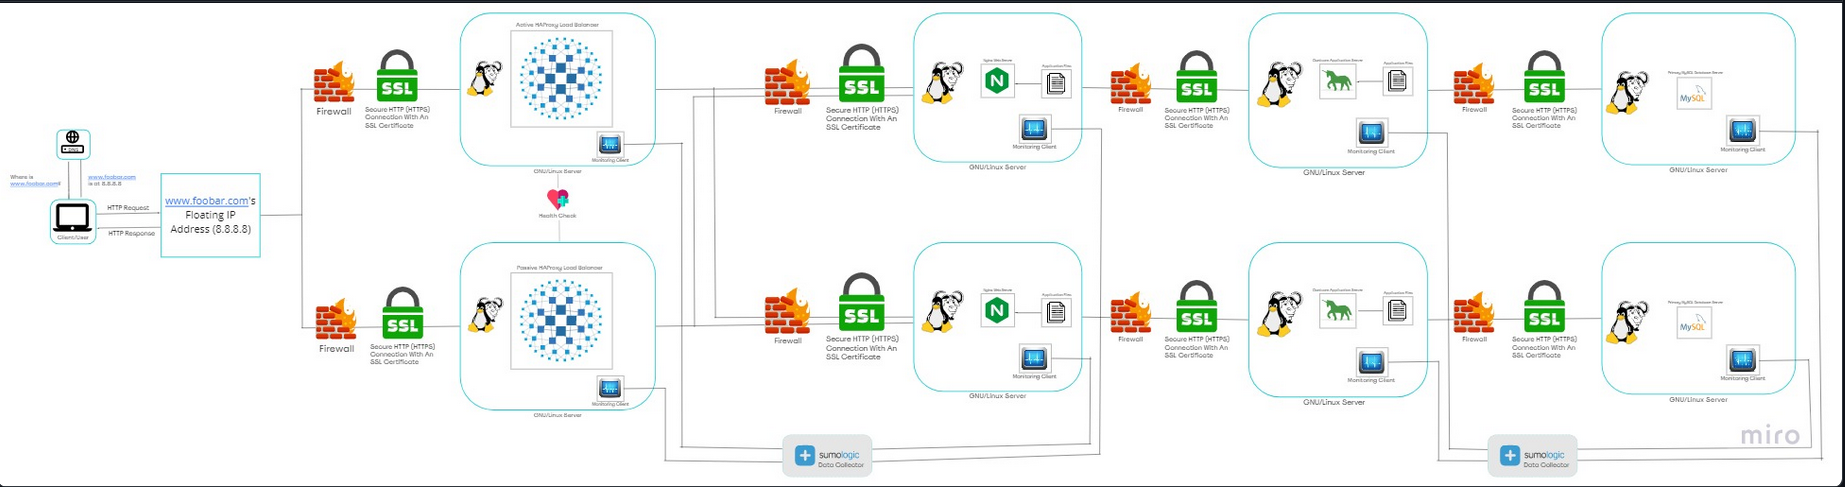 Active HAProxy Load Balancer
Firewall
SSL
Secure HTTP (HTTPS)
Connection With An
SSL Certificate
Monitoring Client
GNU/Linux Server
Health Check
Where is
www.foobar.com?
www.foobar.com
is at 8.8.8.8
Client/User
HTTP Request
HTTP Response
www.foobar.com's
Floating IP
Address (8.8.8.8)
Firewall
SSL
Secure HTTP (HTTPS)
Connection With An
SSL Certificate
Passive HAProxy Load Balancer
Monitoring Client
GNU/Linux Server
Firewall
SSL
Secure HTTP (HTTPS)
Connection With An
SSL Certificate
Nginx Web Server
N
Application Files
Monitoring Client
GNU/Linux Server
Firewall
SSL
Secure HTTP (HTTPS)
Connection With An
SSL Certificate
Application Files
Monitoring Client
GNU/Linux Server
Firewall
SSL
Secure HTTP (HTTPS)
Connection With An
SSL Certificate
Primary MySQL Database Server
MySQL
Monitoring Client
GNU/Linux Server
Firewall
SSL
Secure HTTP (HTTPS)
Connection With An
SSL Certificate
Nginx Web Server
N
Application Files
Monitoring Client
GNU/Linux Server
Firewall
SSL
Secure HTTP (HTTPS)
Connection With An
SSL Certificate
Application Files
Monitoring Client
GNU/Linux Server
Firewall
SSL
Secure HTTP (HTTPS)
Connection With An
SSL Certificate
Primary MySQL Database Server
MySQL
Monitoring Client
GNU/Linux Server
sumologic
Data Collector
sumologic
Data Collector
miro